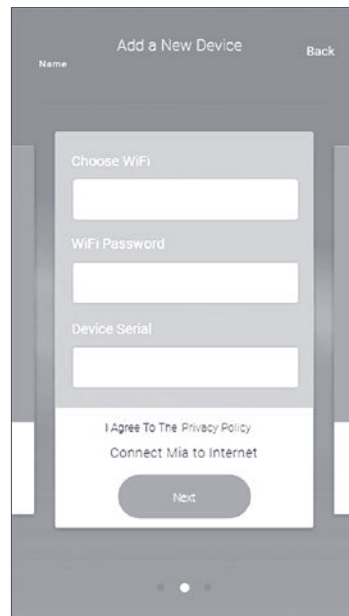 Add a New Device
Back
Name
Choose WiFi
WiFi Password
Device Serial
I Agree To The Privacy Policy
Connect Mia to Internet
Next